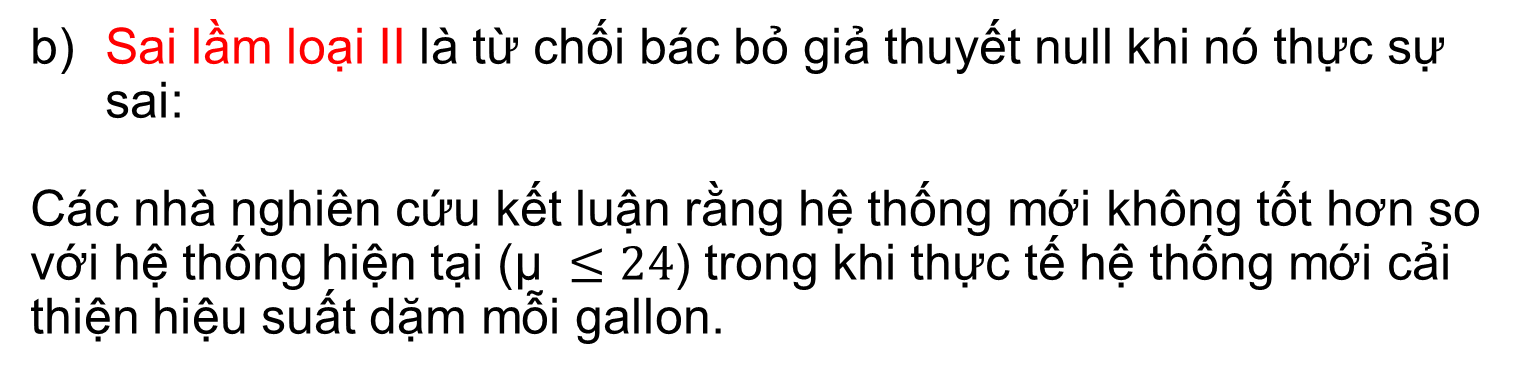 b) Sai lầm loại II là từ chối bác bỏ giả thuyết null khi nó thực sự
sai:
Các nhà nghiên cứu kết luận rằng hệ thống mới không tốt hơn so
với hệ thống hiện tại (μ ≤ 24) trong khi thực tế hệ thống mới cải
thiện hiệu suất dặm mỗi gallon.